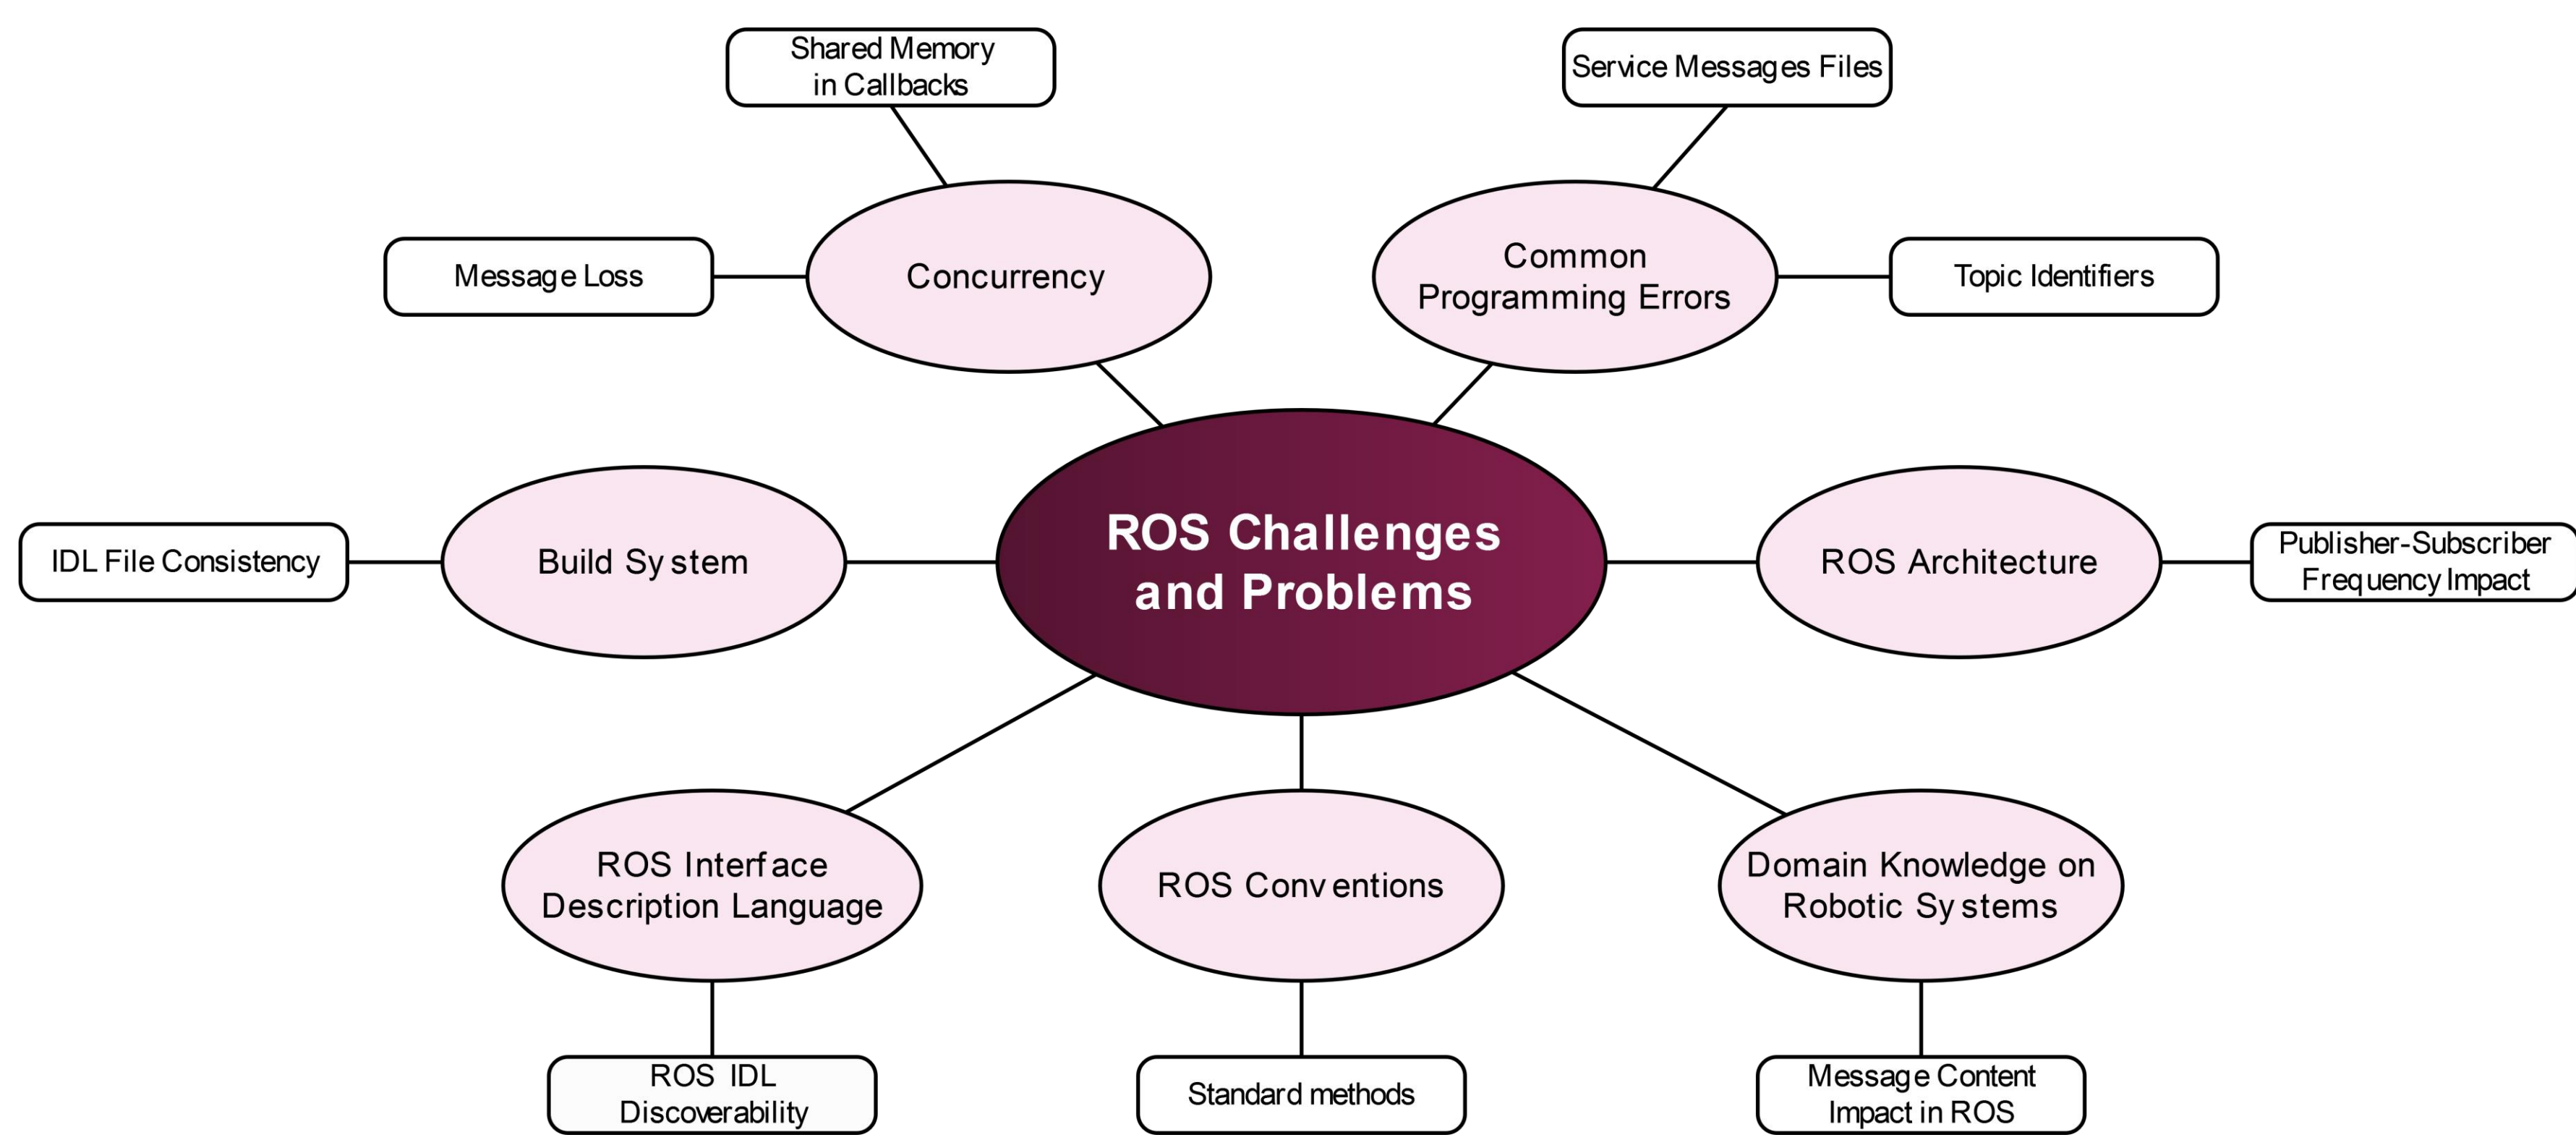 Shared Memory
in Callbacks
Service Messages Files
Message Loss
Concurrency
Common
Programming Errors
Topic Identifiers
IDL File Consistency
Build System
ROS Challenges
and Problems
ROS Architecture
Publisher-Subscriber
Frequency Impact
ROS Interface
Description Language
ROS Conventions
Domain Knowledge on
Robotic Systems
ROS IDL
Discoverability
Standard methods
Message Content
Impact in ROS